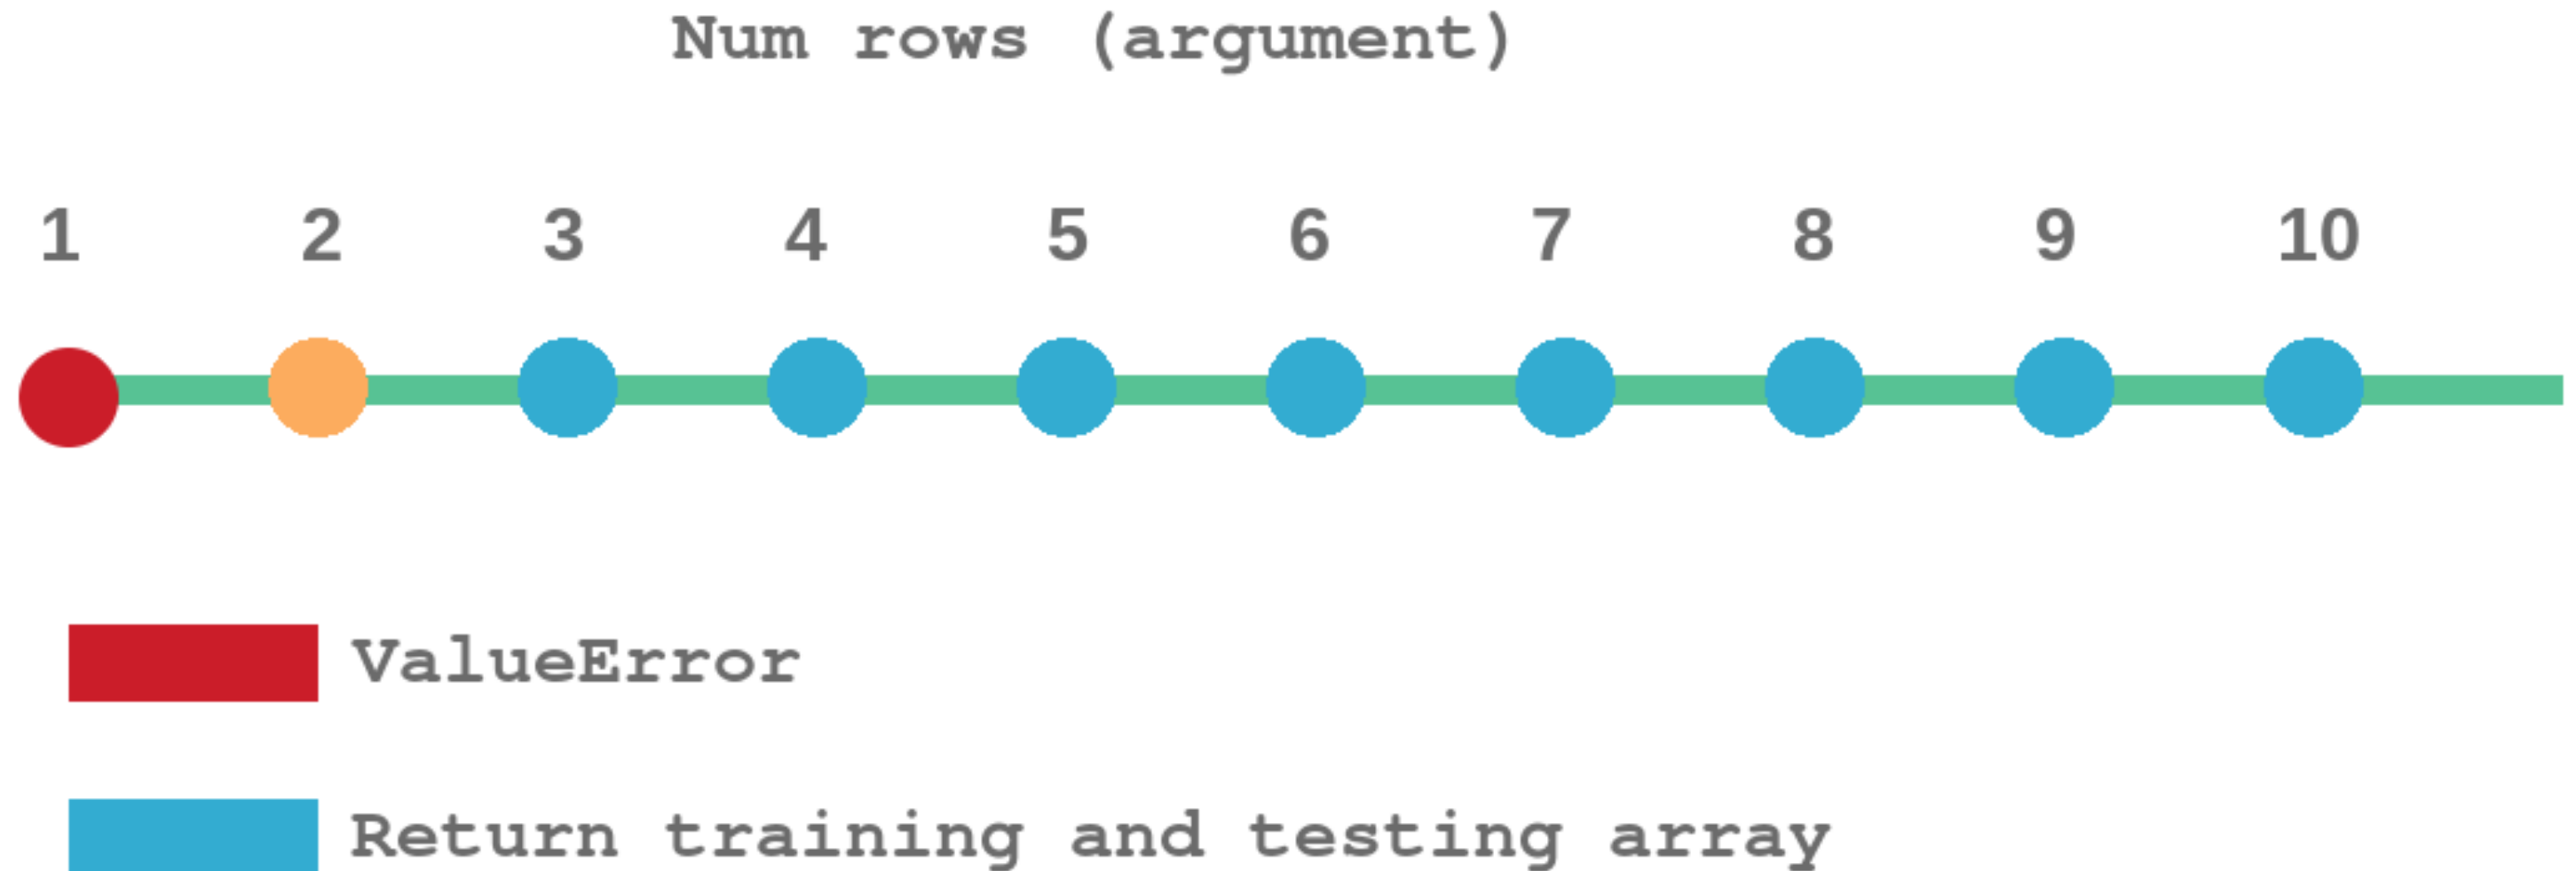 Num rows (argument)
1 2 3 4 5 6 7 8 9 10
ValueError
Return training and testing array